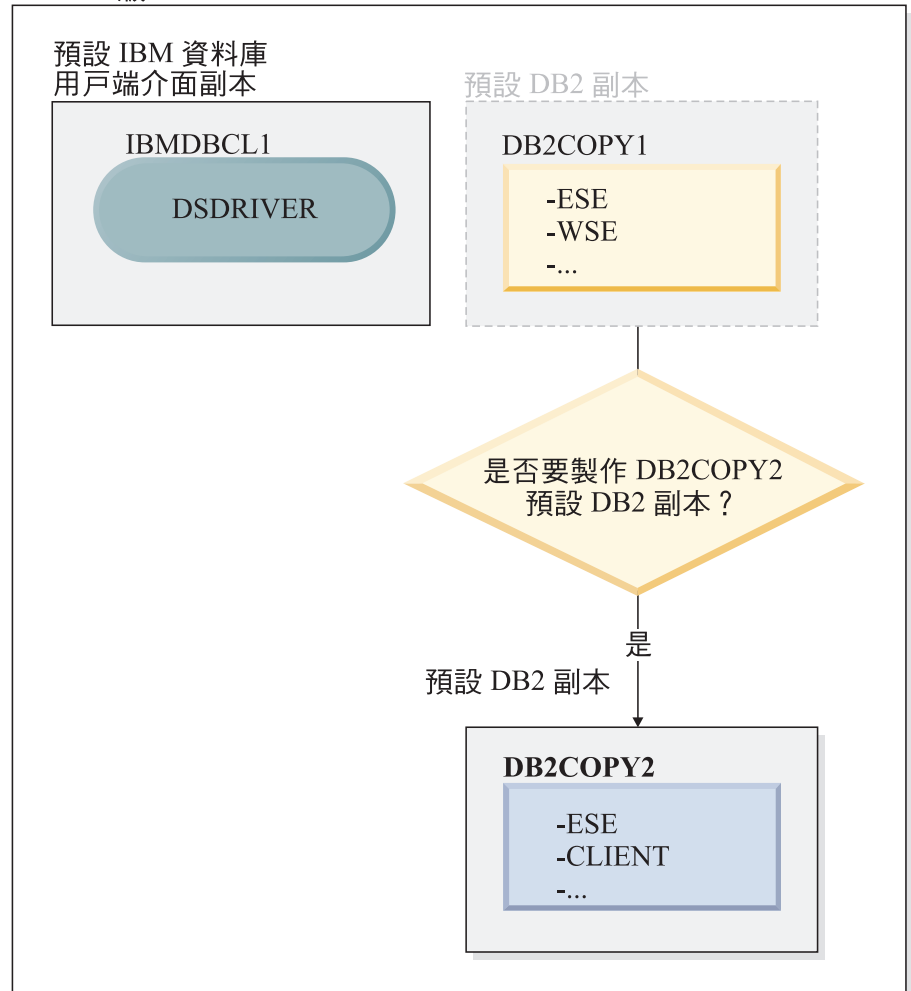 預設 IBM 資料庫
用戶端介面副本
IBMDBCL1
DSDRIVER
預設 DB2 副本
DB2COPY1
-ESE
-WSE
-...
是否要製作 DB2COPY2
預設 DB2 副本？
是
預設 DB2 副本
DB2COPY2
-ESE
-CLIENT
-...